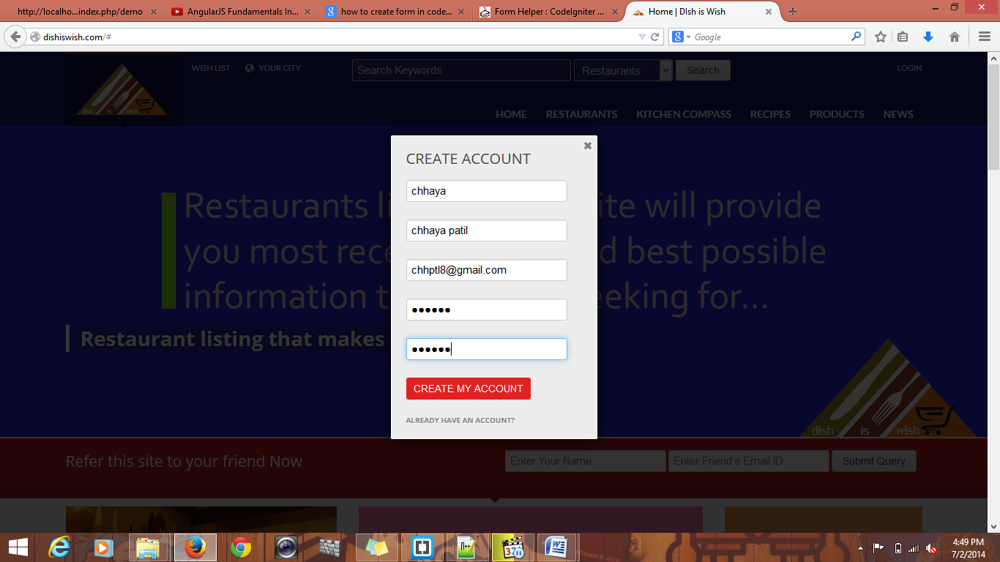 http://localho...index.php/demo
AngularJS Fundamentals In...
how to create form in code...
Form Helper : CodeIgniter ...
Home | DIsh is Wish
dishiswish.com/#
Google
WISH LIST
YOUR CITY
Search Keywords
Restaurants
Search
LOGIN
dish is wish
HOME
RESTAURANTS
KITCHEN COMPASS
RECIPES
PRODUCTS
NEWS
CREATE ACCOUNT
chhaya
chhaya patil
chhptl8@gmail.com
●●●●●●
●●●●●●
CREATE MY ACCOUNT
ALREADY HAVE AN ACCOUNT?
Restaurants li ite will provide
you most rece d best possible
information t eeking for...
Restaurant listing that makes
dish is wish
Refer this site to your friend Now
Enter Your Name
Enter Friend's Email ID
Submit Query
4:49 PM
7/2/2014